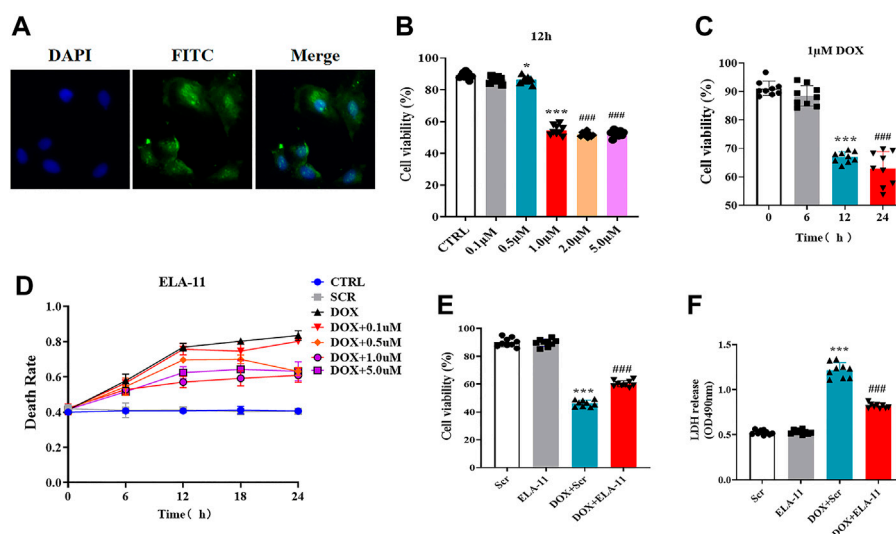 A
DAPI
FITC
Merge
B
12h
Cell viability (%)
100
80
60
40
20
0
*
***
###
###
CTRL
0.1μM
0.5μM
1.0μM
2.0μM
5.0μM
C
1μM DOX
Cell viability (%)
100
90
80
70
60
50
***
###
0
6
12
24
Time( h)
D
ELA-11
Death Rate
1.0
0.8
0.6
0.4
0.2
0.0
0
6
12
18
24
Time( h)
CTRL
SCR
DOX
DOX+0.1uM
DOX+0.5uM
DOX+1.0uM
DOX+5.0uM
E
Cell viability (%)
100
80
60
40
20
0
***
###
Scr
ELA-11
DOX+Scr
DOX+ELA-11
F
LDH release
(OD490nm)
1.5
1.0
0.5
0.0
***
###
Scr
ELA-11
DOX+Scr
DOX+ELA-11